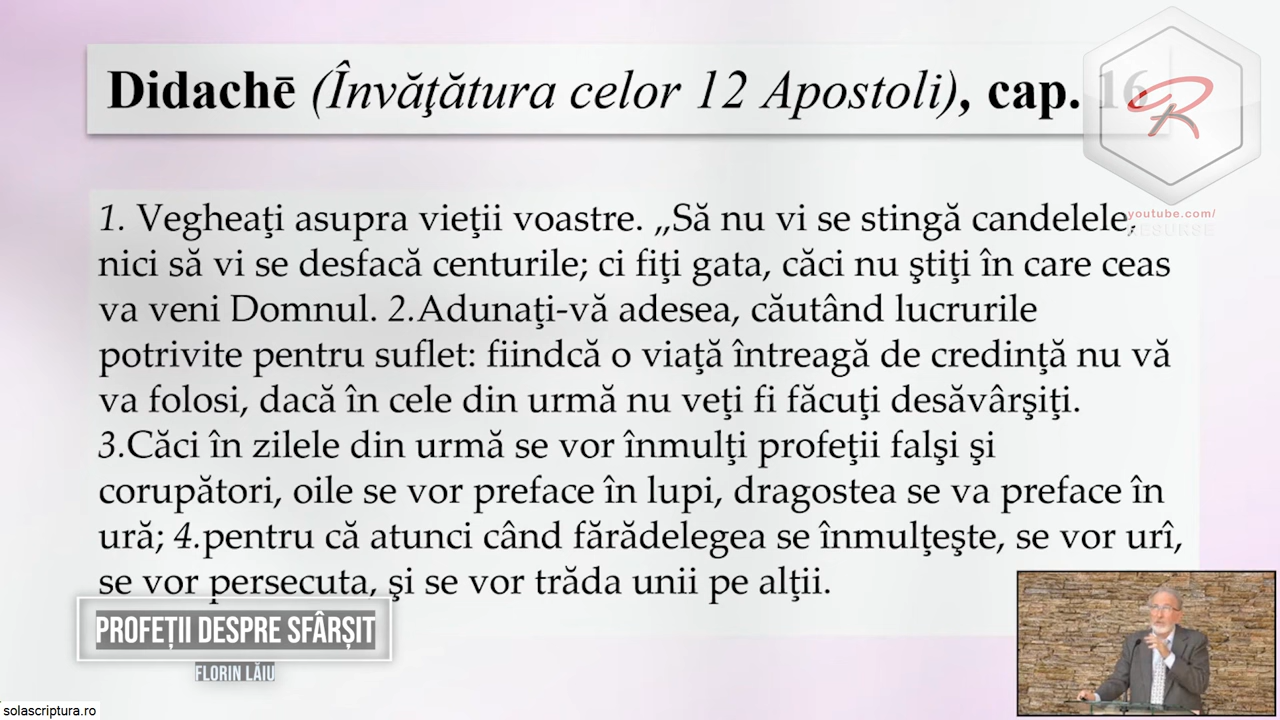 Didachē (Învăţătura celor 12 Apostoli), cap. 16
youtube.com/
RESURSE
1. Vegheaţi asupra vieţii voastre. „Să nu vi se stingă candelele,
nici să vi se desfacă centurile; ci fiţi gata, căci nu ştiţi în care ceas
va veni Domnul. 2.Adunaţi-vă adesea, căutând lucrurile
potrivite pentru suflet: fiindcă o viaţă întreagă de credinţă nu vă
va folosi, dacă în cele din urmă nu veţi fi făcuţi desăvârşiţi.
3.Căci în zilele din urmă se vor înmulţi profeţii falşi şi
corupători, oile se vor preface în lupi, dragostea se va preface în
ură; 4.pentru că atunci când fărădelegea se înmulţeşte, se vor urî,
se vor persecuta, şi se vor trăda unii pe alţii.
PROFEȚII DESPRE SFÂRȘIT
FLORIN LĂIU
solascriptura.ro